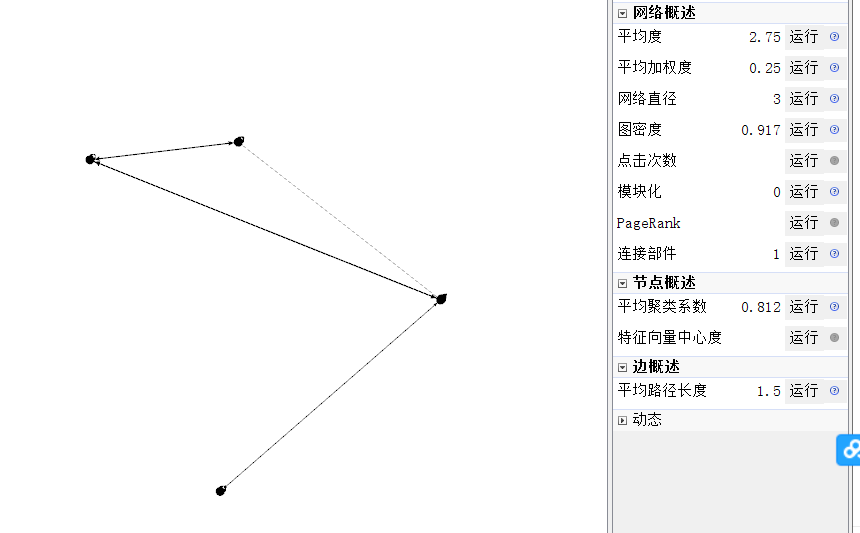 网络概述
平均度 2.75 运行
平均加权度 0.25 运行
网络直径 3 运行
图密度 0.917 运行
点击次数 运行
模块化 0 运行
PageRank 运行
连接部件 1 运行
节点概述
平均聚类系数 0.812 运行
特征向量中心度 运行
边概述
平均路径长度 1.5 运行
动态